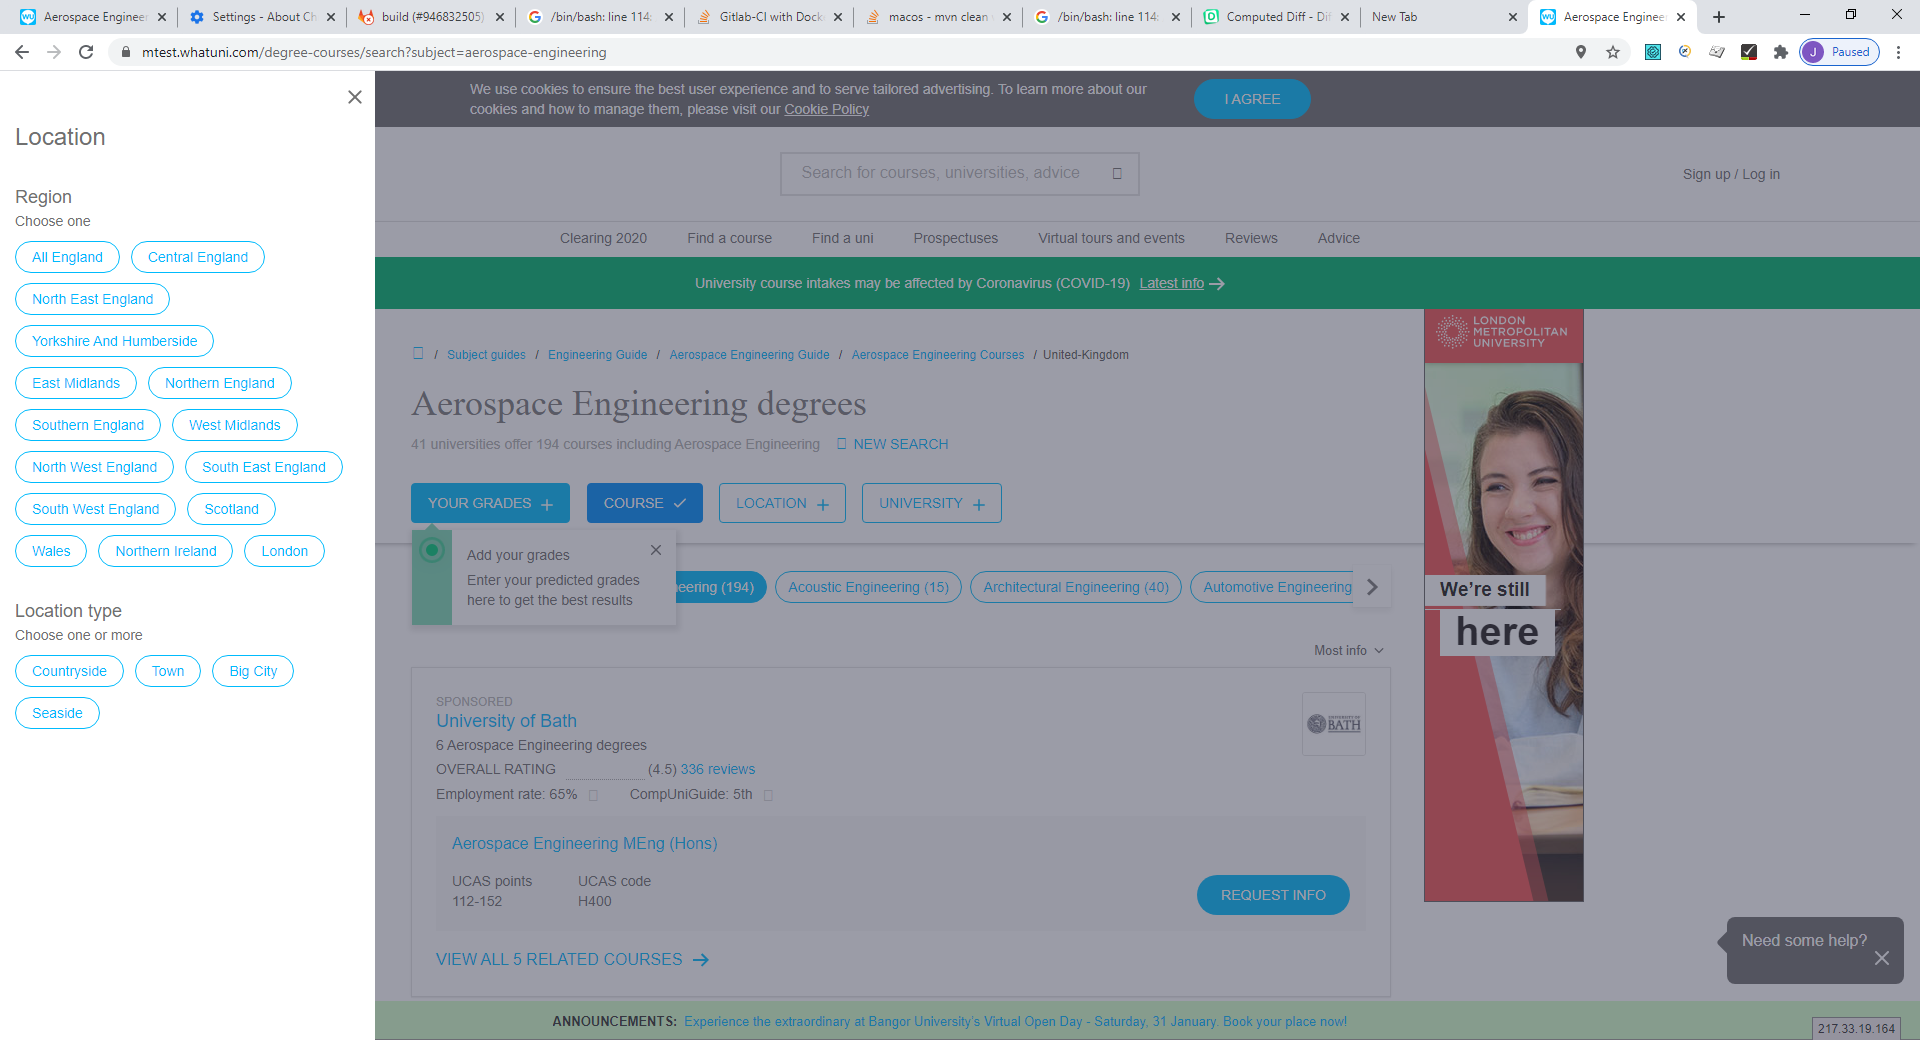 Aerospace Engineer
Settings - About Ch
build (#946832505)
/bin/bash: line 114:
Gitlab-CI with Dock
macos - mvn clean
/bin/bash: line 114:
Computed Diff - Dif
New Tab
Aerospace Engineer
mtest.whatuni.com/degree-courses/search?subject=aerospace-engineering
J Paused
We use cookies to ensure the best user experience and to serve tailored advertising. To learn more about our
cookies and how to manage them, please visit our Cookie Policy
I AGREE
Location
Region
Choose one
All England
Central England
North East England
Yorkshire And Humberside
East Midlands
Northern England
Southern England
West Midlands
North West England
South East England
South West England
Scotland
Wales
Northern Ireland
London
Location type
Choose one or more
Countryside
Town
Big City
Seaside
Search for courses, universities, advice
Sign up / Log in
Clearing 2020
Find a course
Find a uni
Prospectuses
Virtual tours and events
Reviews
Advice
University course intakes may be affected by Coronavirus (COVID-19) Latest info
/ Subject guides / Engineering Guide / Aerospace Engineering Guide / Aerospace Engineering Courses / United-Kingdom
Aerospace Engineering degrees
41 universities offer 194 courses including Aerospace Engineering
NEW SEARCH
YOUR GRADES
COURSE
LOCATION
UNIVERSITY
Add your grades
Enter your predicted grades
here to get the best results
neering (194)
Acoustic Engineering (15)
Architectural Engineering (40)
Automotive Engineering
Most info
SPONSORED
University of Bath
6 Aerospace Engineering degrees
OVERALL RATING (4.5) 336 reviews
Employment rate: 65%
CompUniGuide: 5th
UNIVERSITY OF
BATH
Aerospace Engineering MEng (Hons)
UCAS points
112-152
UCAS code
H400
REQUEST INFO
VIEW ALL 5 RELATED COURSES
LONDON
METROPOLITAN
UNIVERSITY
We're still
here
Need some help?
ANNOUNCEMENTS: Experience the extraordinary at Bangor University's Virtual Open Day - Saturday, 31 January. Book your place now!
217.33.19.164